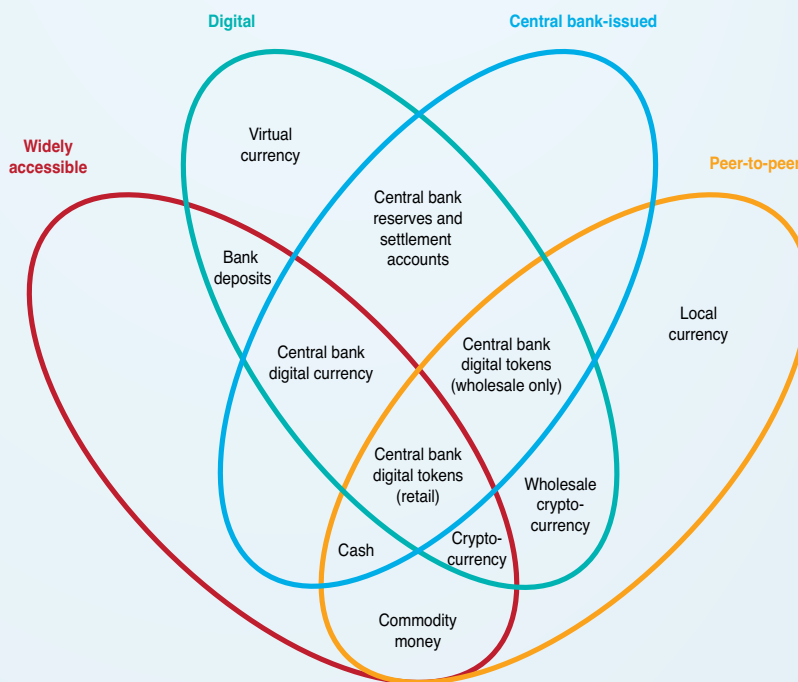 Digital
Central bank-issued
Widely
accessible
Peer-to-peer
Virtual
currency
Central bank
reserves and
settlement
accounts
Bank
deposits
Local
currency
Central bank
digital currency
Central bank
digital tokens
(wholesale only)
Central bank
digital tokens
(retail)
Wholesale
crypto-
currency
Cash
Crypto-
currency
Commodity
money